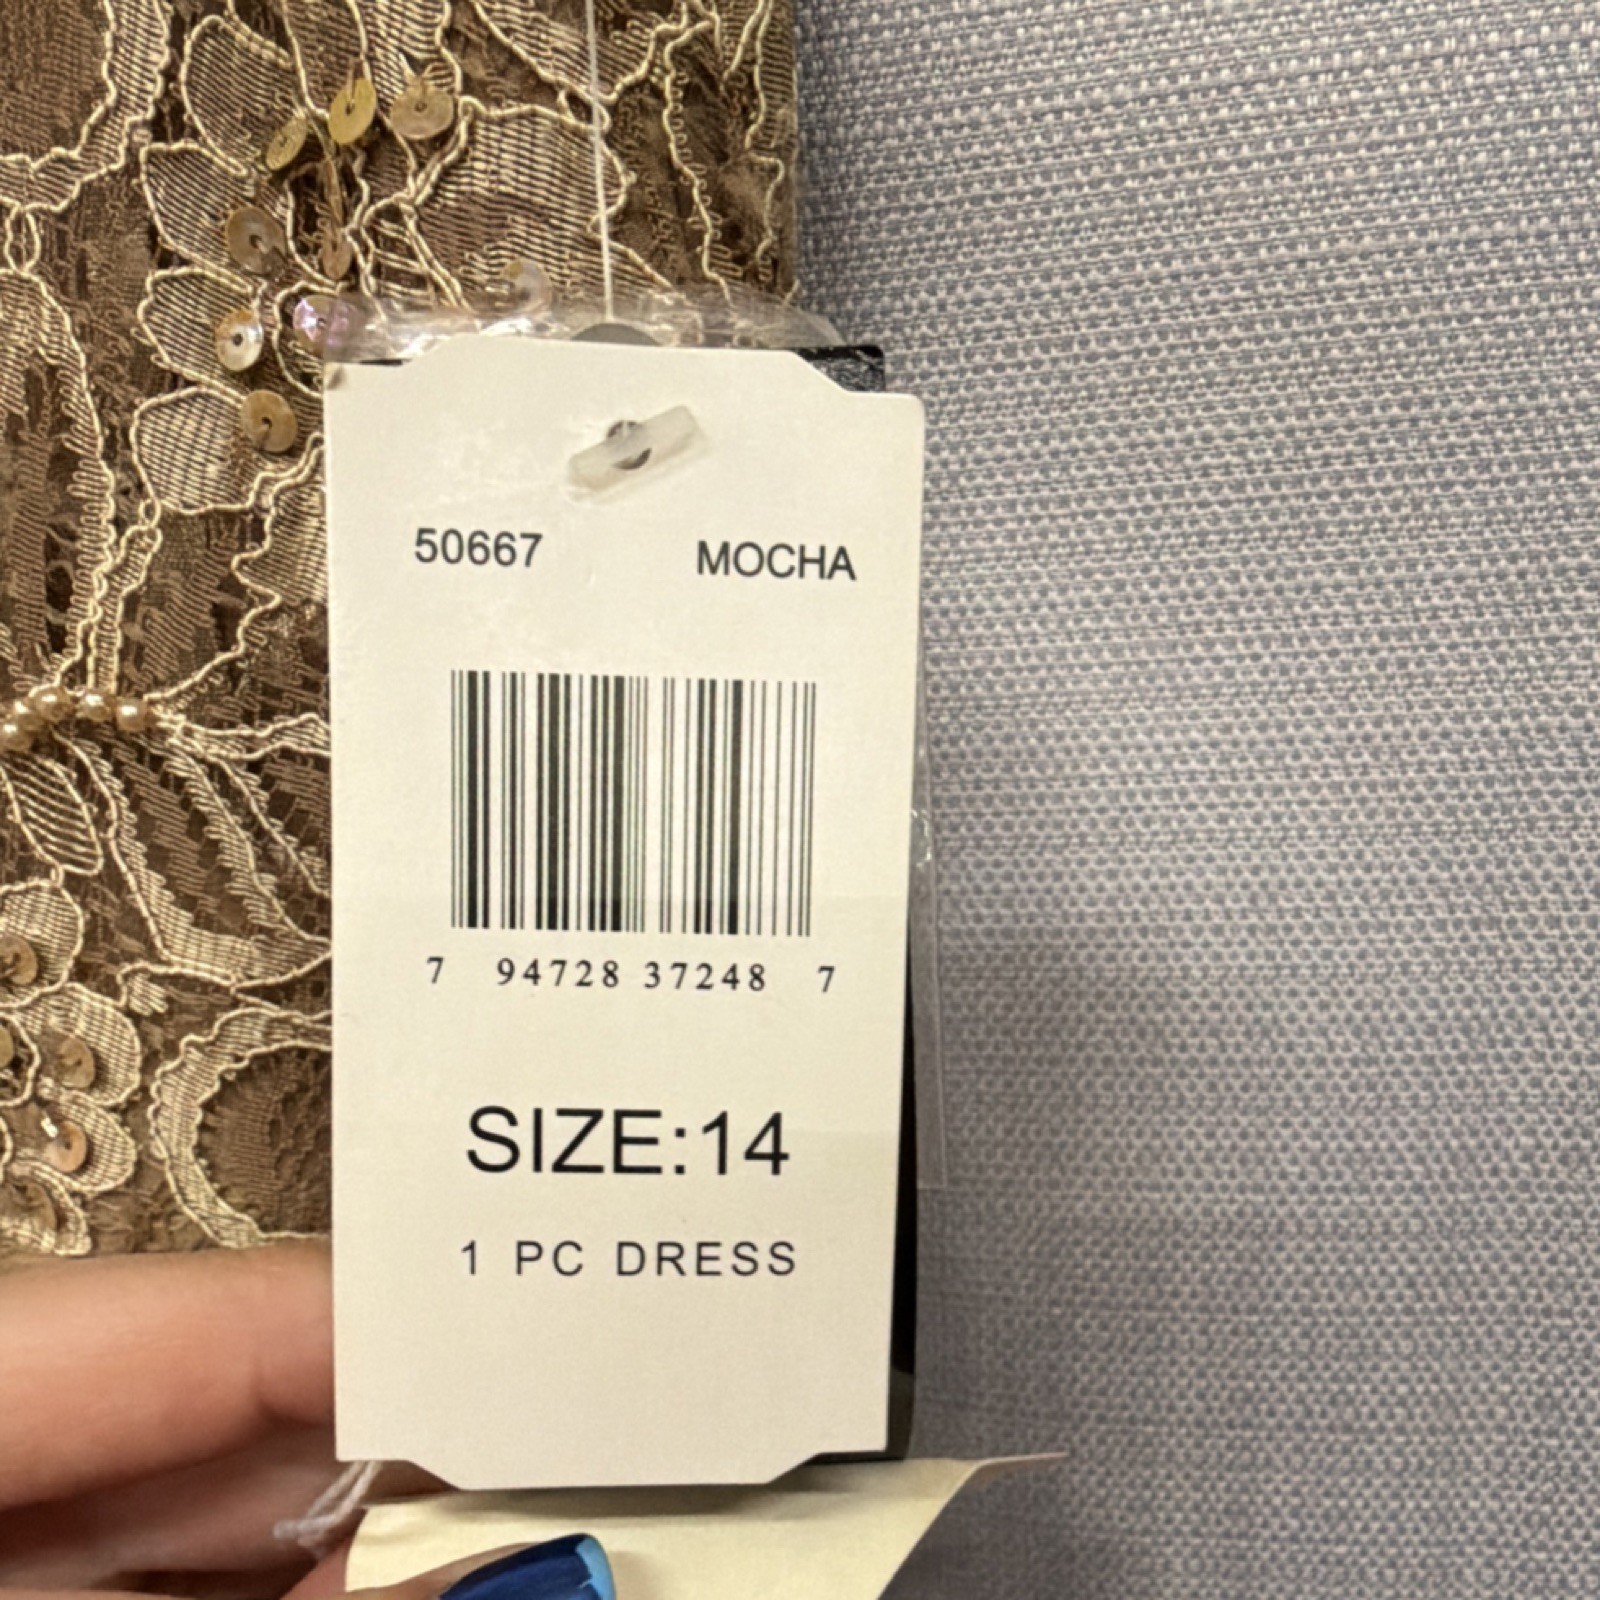 50667 MOCHA
7 94728 37248 7
SIZE:14
1 PC DRESS